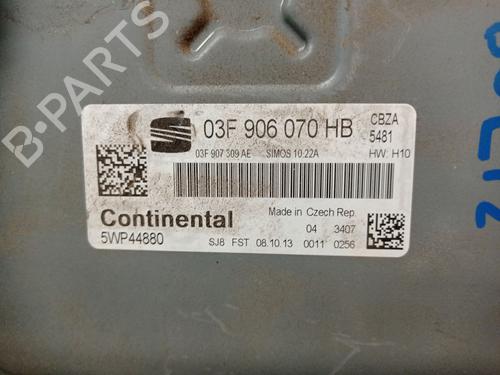 03F 906 070 HB
CBZA
5481
03F 907 309 AE SIMOS 10.22A HW: H10
Continental
5WP44880
Made in Czech Rep.
04 3407
SJ8 FST 08.10.13 0011 0256
B-PARTS